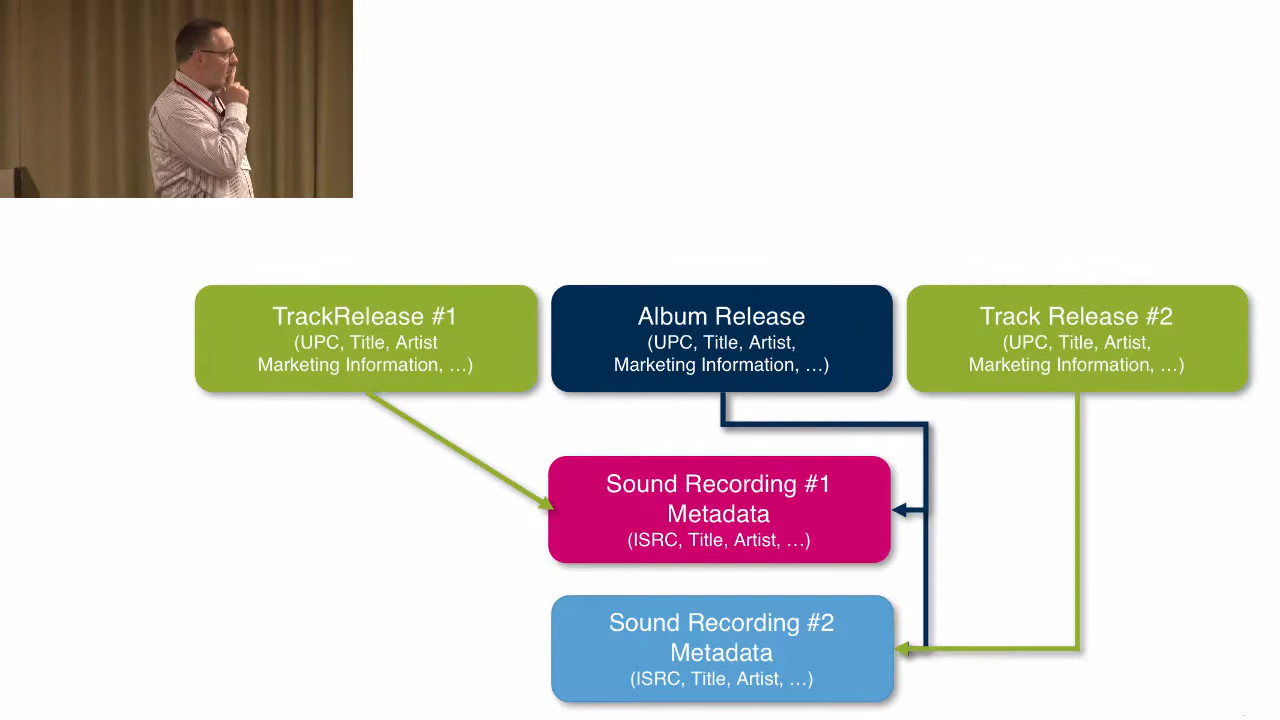 TrackRelease #1
(UPC, Title, Artist
Marketing Information, …)
Album Release
(UPC, Title, Artist,
Marketing Information, …)
Track Release #2
(UPC, Title, Artist,
Marketing Information, …)
Sound Recording #1
Metadata
(ISRC, Title, Artist, …)
Sound Recording #2
Metadata
(ISRC, Title, Artist, …)